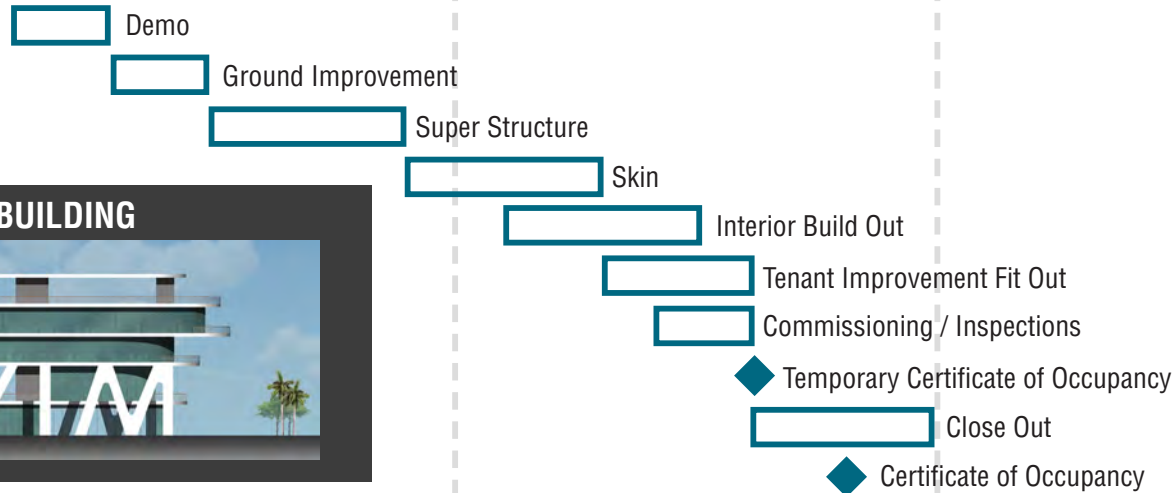 Demo
Ground Improvement
Super Structure
Skin
BUILDING
Interior Build Out
Tenant Improvement Fit Out
Commissioning / Inspections
Temporary Certificate of Occupancy
Close Out
Certificate of Occupancy